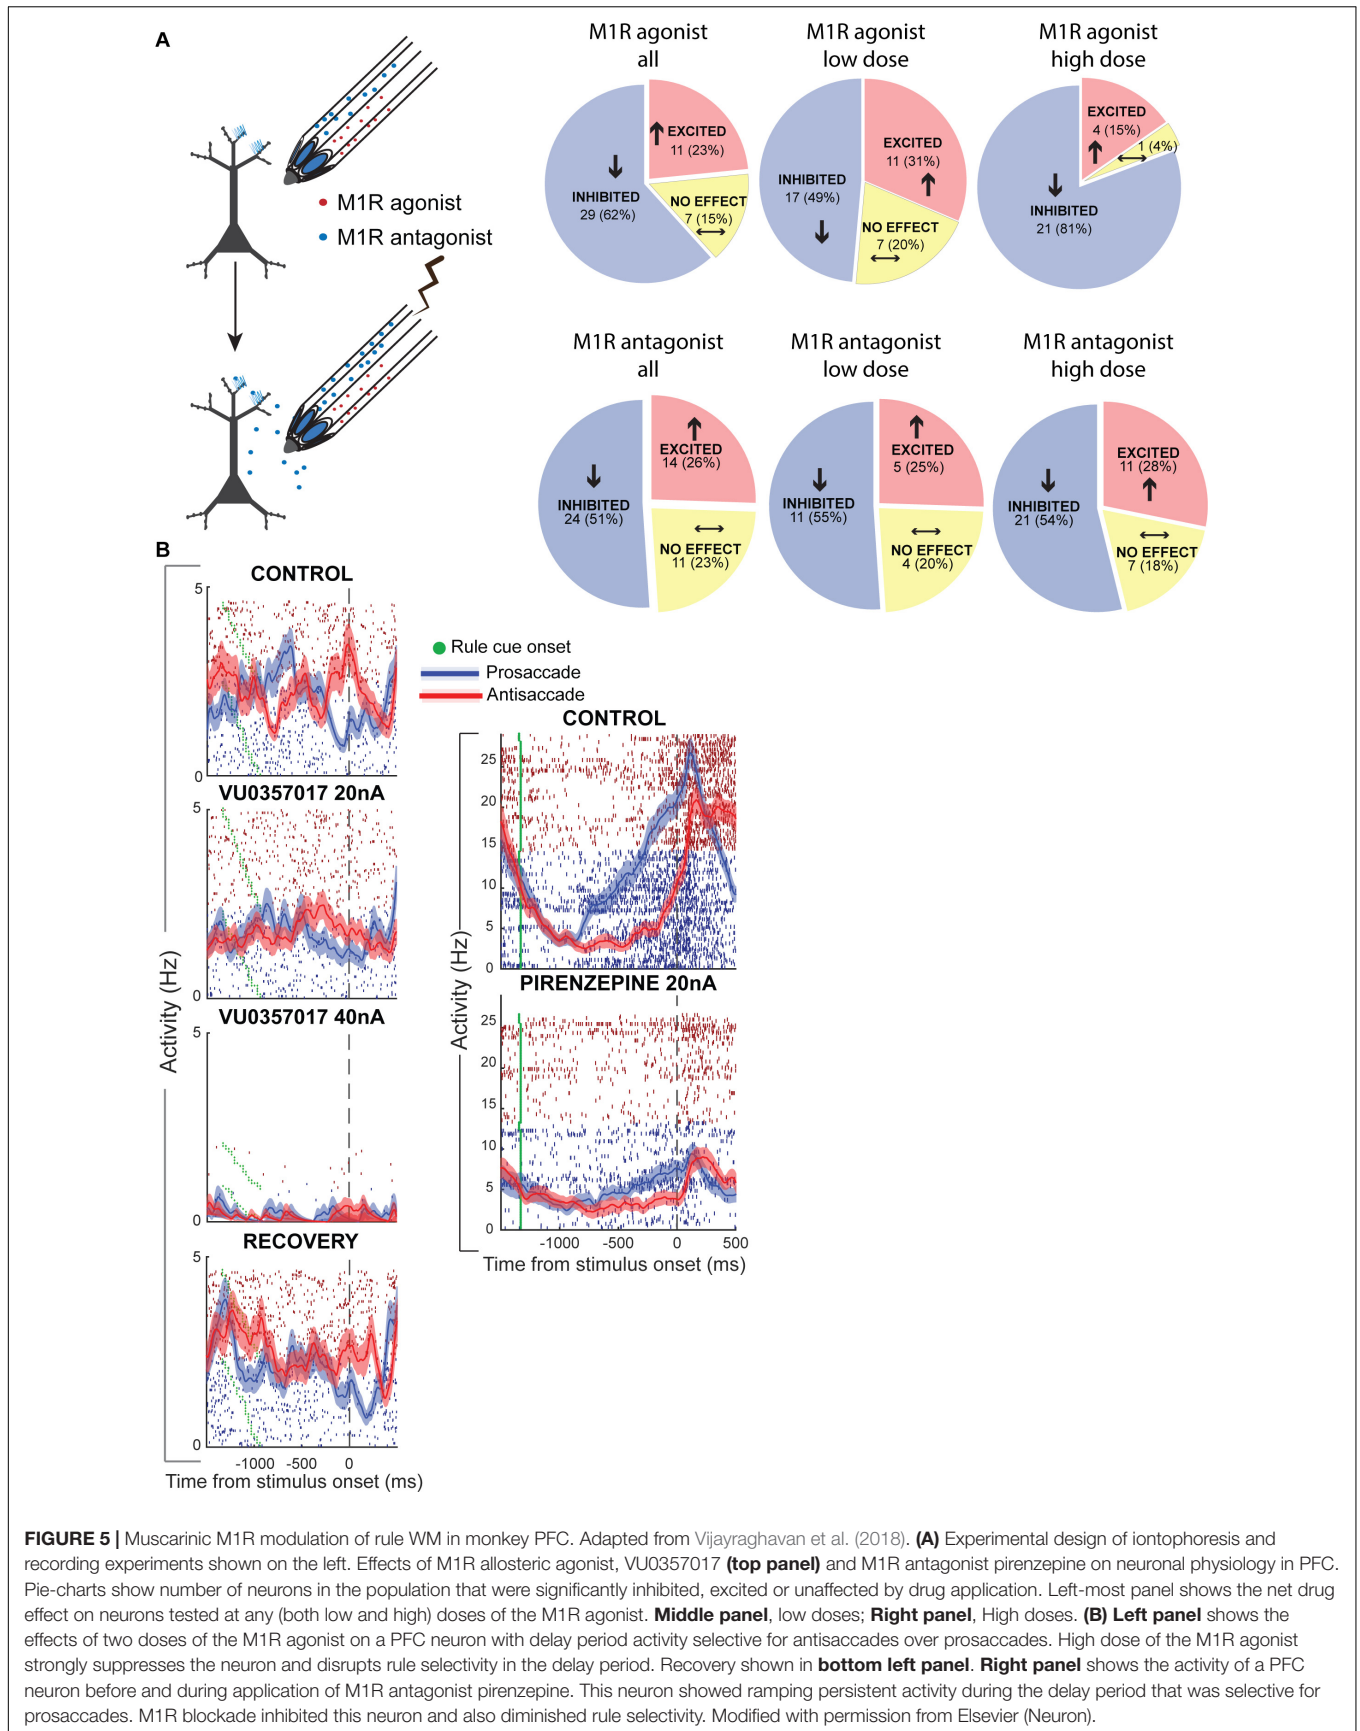 A
M1R agonist
M1R antagonist
M1R agonist
all
EXCITED
11 (23%)
INHIBITED
29 (62%)
NO EFFECT
7 (15%)
M1R agonist
low dose
EXCITED
11 (31%)
INHIBITED
17 (49%)
NO EFFECT
7 (20%)
M1R agonist
high dose
EXCITED
4 (15%)
1 (4%)
INHIBITED
21 (81%)
M1R antagonist
all
EXCITED
14 (26%)
INHIBITED
24 (51%)
NO EFFECT
11 (23%)
M1R antagonist
low dose
EXCITED
5 (25%)
INHIBITED
11 (55%)
NO EFFECT
4 (20%)
M1R antagonist
high dose
EXCITED
11 (28%)
INHIBITED
21 (54%)
NO EFFECT
7 (18%)
B
CONTROL
5
0
VU0357017 20nA
5
0
VU0357017 40nA
5
0
RECOVERY
5
0
Activity (Hz)
-1000 -500 0
Time from stimulus onset (ms)
Rule cue onset
Prosaccade
Antisaccade
CONTROL
25
20
15
10
5
0
PIRENZEPINE 20nA
25
20
15
10
5
0
Activity (Hz)
-1000 -500 0 500
Time from stimulus onset (ms)
FIGURE 5 | Muscarinic M1R modulation of rule WM in monkey PFC. Adapted from Vijayraghavan et al. (2018). (A) Experimental design of iontophoresis and
recording experiments shown on the left. Effects of M1R allosteric agonist, VU0357017 (top panel) and M1R antagonist pirenzepine on neuronal physiology in PFC.
Pie-charts show number of neurons in the population that were significantly inhibited, excited or unaffected by drug application. Left-most panel shows the net drug
effect on neurons tested at any (both low and high) doses of the M1R agonist. Middle panel, low doses; Right panel, High doses. (B) Left panel shows the
effects of two doses of the M1R agonist on a PFC neuron with delay period activity selective for antisaccades over prosaccades. High dose of the M1R agonist
strongly suppresses the neuron and disrupts rule selectivity in the delay period. Recovery shown in bottom left panel. Right panel shows the activity of a PFC
neuron before and during application of M1R antagonist pirenzepine. This neuron showed ramping persistent activity during the delay period that was selective for
prosaccades. M1R blockade inhibited this neuron and also diminished rule selectivity. Modified with permission from Elsevier (Neuron).